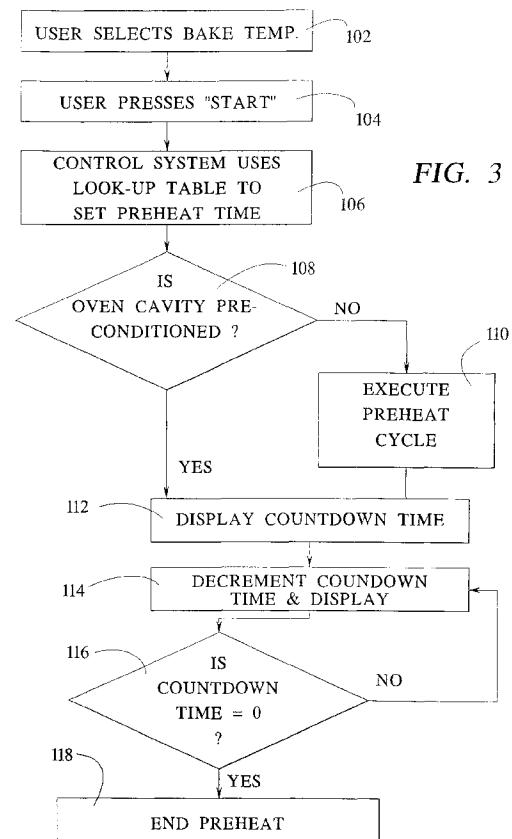 USER SELECTS BAKE TEMP.
102
USER PRESSES "START"
104
CONTROL SYSTEM USES
LOOK-UP TABLE TO
SET PREHEAT TIME
106
FIG. 3
IS
OVEN CAVITY PRE-
CONDITIONED ?
108
NO
110
EXECUTE
PREHEAT
CYCLE
YES
112
DISPLAY COUNTDOWN TIME
114
DECREMENT COUNDOWN
TIME & DISPLAY
116
IS
COUNTDOWN
TIME = 0
?
NO
YES
118
END PREHEAT